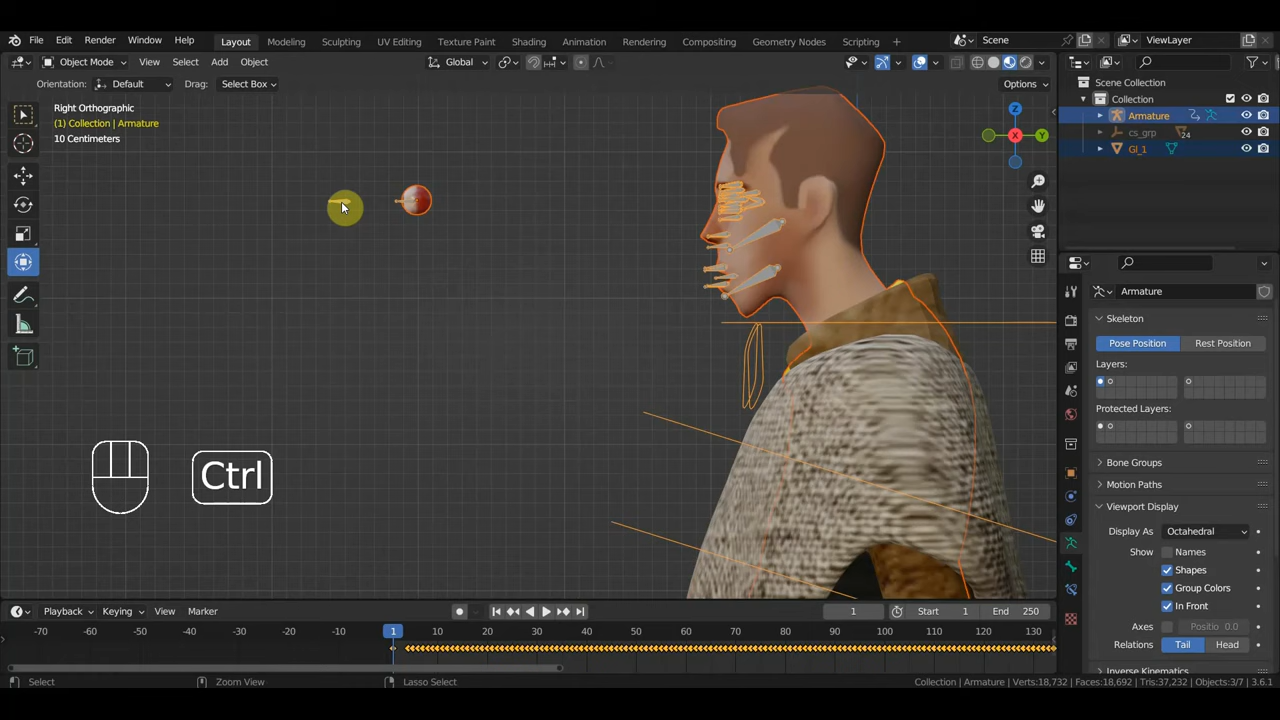 File Edit Render Window Help Layout Modeling Sculpting UV Editing Texture Paint Shading Animation Rendering Compositing Geometry Nodes Scripting + Scene ViewLayer
Object Mode View Select Add Object Global Options
Orientation: Default Drag: Select Box
Right Orthographic
(1) Collection | Armature
10 Centimeters
Z
X
Y
Scene Collection
Collection
Armature
cs_grp 24
Gl_1
Armature
Skeleton
Pose Position Rest Position
Layers:
Protected Layers:
Bone Groups
Motion Paths
Viewport Display
Display As Octahedral
Show Names
Shapes
Group Colors
In Front
Axes Positio 0.0
Relations Tail Head
Inverse Kinematics
Ctrl
Playback Keying View Marker 1 Start 1 End 250
-70 -60 -50 -40 -30 -20 -10 1 10 20 30 40 50 60 70 80 90 100 110 120 130
Select Zoom View Lasso Select Collection | Armature Verts:18,732 Faces:18,692 Tris:37,232 Objects:3/7 3.6.1